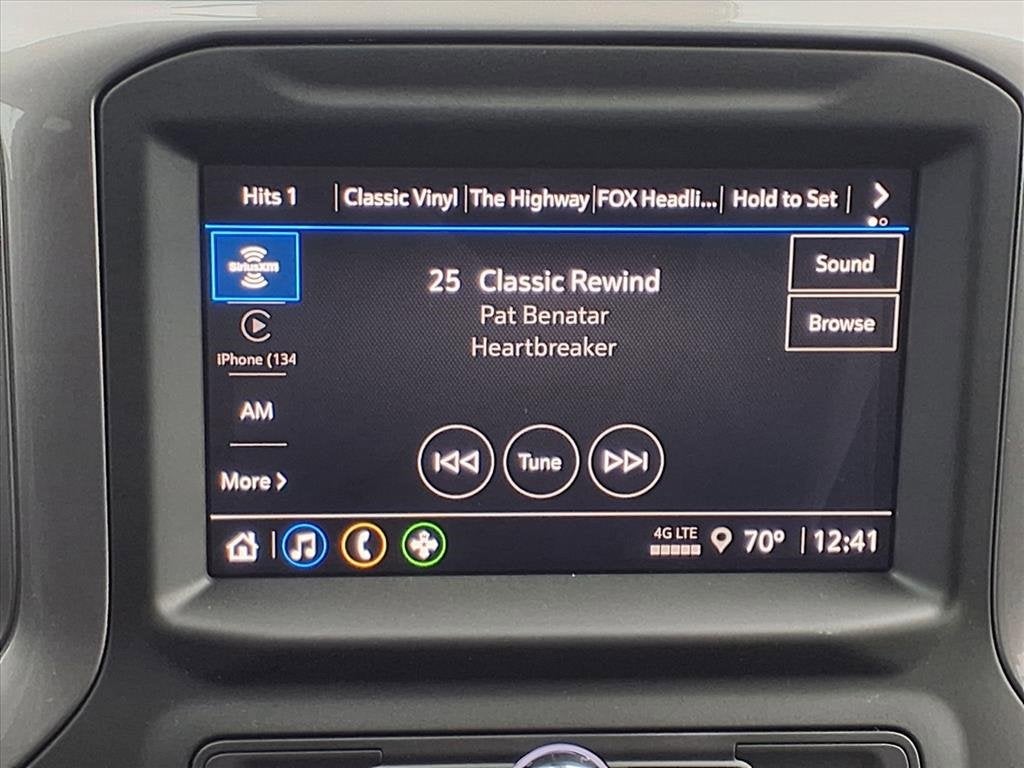 Hits 1 Classic Vinyl The Highway FOX Headli... Hold to Set
SiriusXM
25 Classic Rewind
Pat Benatar
Heartbreaker
Sound
Browse
iPhone (134
AM
More
Tune
4G LTE 70° 12:41